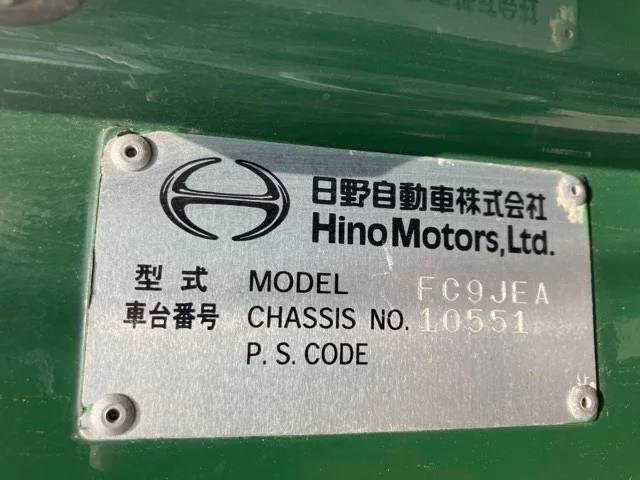 日野自動車株式会社
Hino Motors, Ltd.
型式 MODEL FC9JEA
車台番号 CHASSIS NO. 10551
P. S. CODE